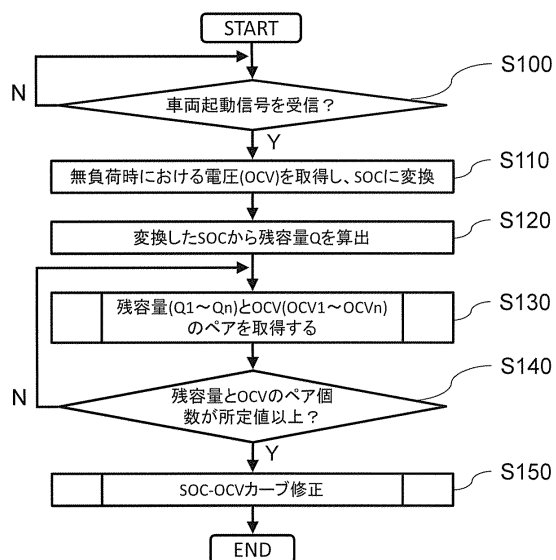 START
S100
N
車両起動信号を受信？
Y
S110
無負荷時における電圧(OCV)を取得し、SOCに変換
S120
変換したSOCから残容量Qを算出
S130
残容量(Q1～Qn)とOCV(OCV1～OCVn)
のペアを取得する
S140
N
残容量とOCVのペア個
数が所定値以上？
Y
S150
SOC-OCVカーブ修正
END